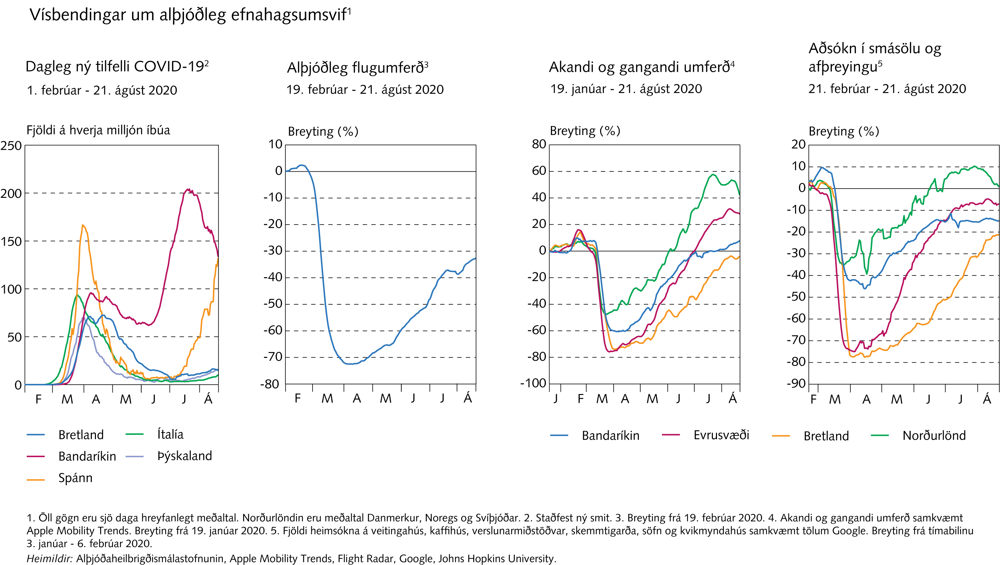 Vísbendingar um alþjóðleg efnahagsumsvif¹
Dagleg ný tilfelli COVID-19²
1. febrúar - 21. ágúst 2020
Fjöldi á hverja milljón íbúa
250
200
150
100
50
0
F M A M J J Á
Bretland
Ítalía
Bandaríkin
Þýskaland
Spánn
Alþjóðleg flugumferð³
19. febrúar - 21. ágúst 2020
Breyting (%)
10
0
-10
-20
-30
-40
-50
-60
-70
-80
F M A M J J Á
Akandi og gangandi umferð⁴
19. janúar - 21. ágúst 2020
Breyting (%)
80
60
40
20
0
-20
-40
-60
-80
-100
J F M A M J J Á
Aðsókn í smásölu og
afþreyingu⁵
21. febrúar - 21. ágúst 2020
Breyting (%)
20
10
0
-10
-20
-30
-40
-50
-60
-70
-80
-90
F M A M J J Á
Bandaríkin
Evrusvæði
Bretland
Norðurlönd
1. Öll gögn eru sjö daga hreyfanlegt meðaltal. Norðurlöndin eru meðaltal Danmerkur, Noregs og Svíþjóðar. 2. Staðfest ný smit. 3. Breyting frá 19. febrúar 2020. 4. Akandi og gangandi umferð samkvæmt
Apple Mobility Trends. Breyting frá 19. janúar 2020. 5. Fjöldi heimsókna á veitingahús, kaffihús, verslunarmiðstöðvar, skemmtigarða, söfn og kvikmyndahús samkvæmt tölum Google. Breyting frá tímabilinu
3. janúar - 6. febrúar 2020.
Heimildir: Alþjóðaheilbrigðismálastofnunin, Apple Mobility Trends, Flight Radar, Google, Johns Hopkins University.